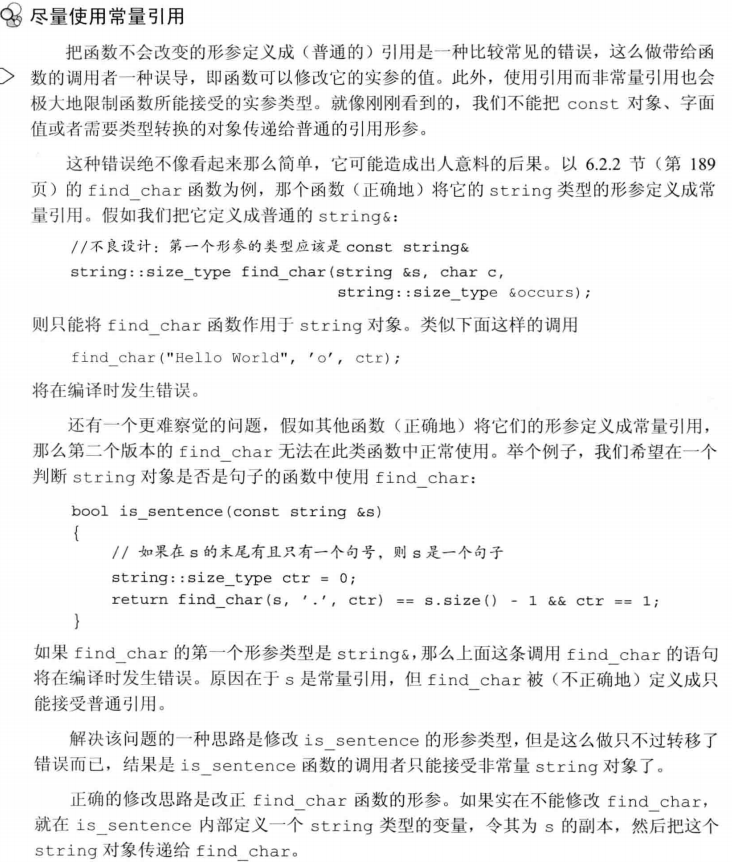 尽量使用常量引用
把函数不会改变的形参定义成（普通的）引用是一种比较常见的错误，这么做带给函
数的调用者一种误导，即函数可以修改它的实参的值。此外，使用引用而非常量引用也会
极大地限制函数所能接受的实参类型。就像刚刚看到的，我们不能把 const 对象、字面
值或者需要类型转换的对象传递给普通的引用形参。
这种错误绝不像看起来那么简单，它可能造成出人意料的后果。以 6.2.2 节（第 189
页）的 find_char 函数为例，那个函数（正确地）将它的 string 类型的形参定义成常
量引用。假如我们把它定义成普通的 string&：
//不良设计：第一个形参的类型应该是 const string&
string::size_type find_char(string &s, char c,
string::size_type &occurs);
则只能将 find_char 函数作用于 string 对象。类似下面这样的调用
find_char("Hello World", 'o', ctr);
将在编译时发生错误。
还有一个更难察觉的问题，假如其他函数（正确地）将它们的形参定义成常量引用，
那么第二个版本的 find_char 无法在此类函数中正常使用。举个例子，我们希望在一个
判断 string 对象是否是句子的函数中使用 find_char：
bool is_sentence(const string &s)
{
// 如果在 s 的末尾有且只有一个句号，则 s 是一个句子
string::size_type ctr = 0;
return find_char(s, '.', ctr) == s.size() - 1 && ctr == 1;
}
如果 find_char 的第一个形参类型是 string&，那么上面这条调用 find_char 的语句
将在编译时发生错误。原因在于 s 是常量引用，但 find_char 被（不正确地）定义成只
能接受普通引用。
解决该问题的一种思路是修改 is_sentence 的形参类型，但是这么做只不过转移了
错误而已，结果是 is_sentence 函数的调用者只能接受非常量 string 对象了。
正确的修改思路是改正 find_char 函数的形参。如果实在不能修改 find_char，
就在 is_sentence 内部定义一个 string 类型的变量，令其为 s 的副本，然后把这个
string 对象传递给 find_char。